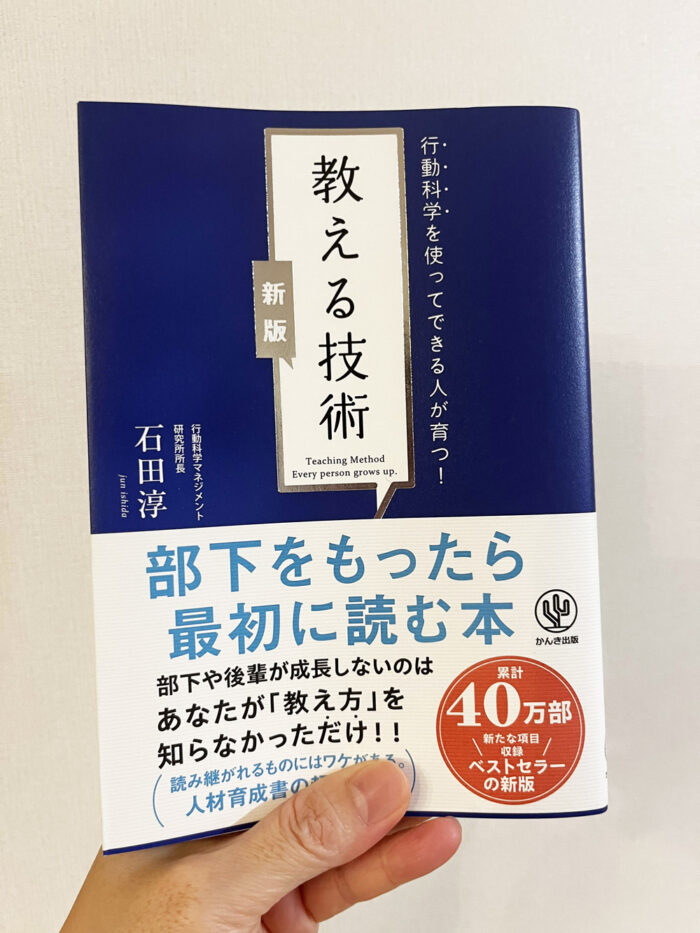 行動科学を使ってできる人が育つ！
教える技術
新版
Teaching Method
Every person grows up.
行動科学マネジメント
研究所所長
石田淳
jun ishida
部下をもったら
最初に読む本
かんき出版
部下や後輩が成長しないのは
あなたが「教え方」を
知らなかっただけ！！
読み継がれるものにはワケがある。
人材育成書の
累計
40万部
新たな項目
収録
ベストセラー
の新版